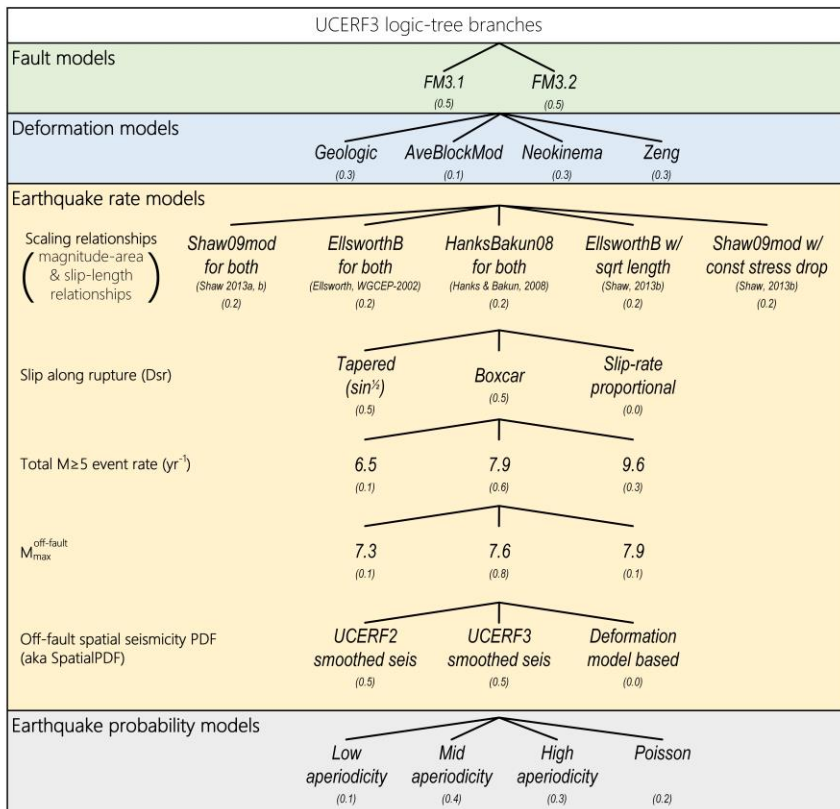 UCERF3 logic-tree branches
Fault models
FM3.1 FM3.2
(0.5) (0.5)
Deformation models
Geologic AveBlockMod Neokinema Zeng
(0.3) (0.1) (0.3) (0.3)
Earthquake rate models
Scaling relationships
(magnitude-area
& slip-length
relationships)
Shaw09mod
for both
(Shaw 2013a, b)
(0.2)
EllsworthB
for both
(Ellsworth, WGCEP-2002)
(0.2)
HanksBakun08
for both
(Hanks & Bakun, 2008)
(0.2)
EllsworthB w/
sqrt length
(Shaw, 2013b)
(0.2)
Shaw09mod w/
const stress drop
(Shaw, 2013b)
(0.2)
Slip along rupture (Dsr)
Tapered
(sin½)
(0.5)
Boxcar
(0.5)
Slip-rate
proportional
(0.0)
Total M≥5 event rate (yr⁻¹)
6.5 7.9 9.6
(0.1) (0.6) (0.3)
M max off-fault
7.3 7.6 7.9
(0.1) (0.8) (0.1)
Off-fault spatial seismicity PDF
(aka SpatialPDF)
UCERF2
smoothed seis
(0.5)
UCERF3
smoothed seis
(0.5)
Deformation
model based
(0.0)
Earthquake probability models
Low
aperiodicity
(0.1)
Mid
aperiodicity
(0.4)
High
aperiodicity
(0.3)
Poisson
(0.2)